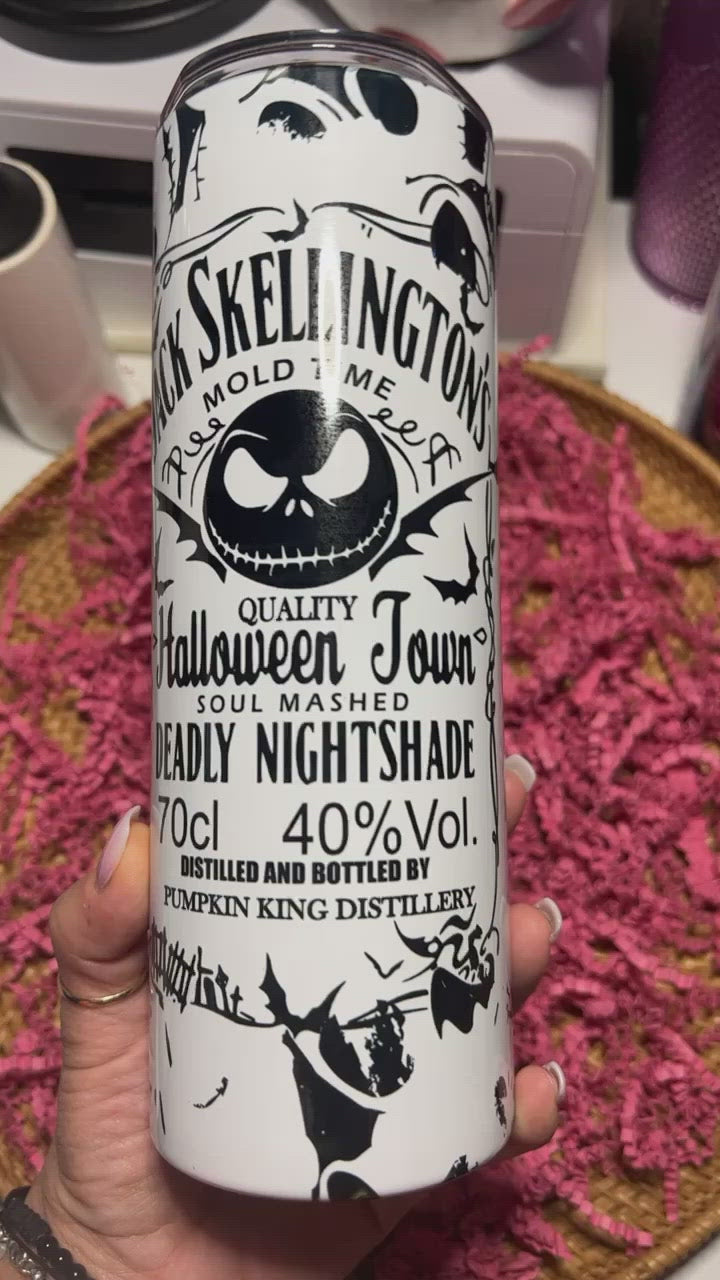 JACK SKELLINGTON'S
MOLD TIME
QUALITY
Halloween Town
SOUL MASHED
DEADLY NIGHTSHADE
70cl 40%Vol.
DISTILLED AND BOTTLED BY
PUMPKIN KING DISTILLERY